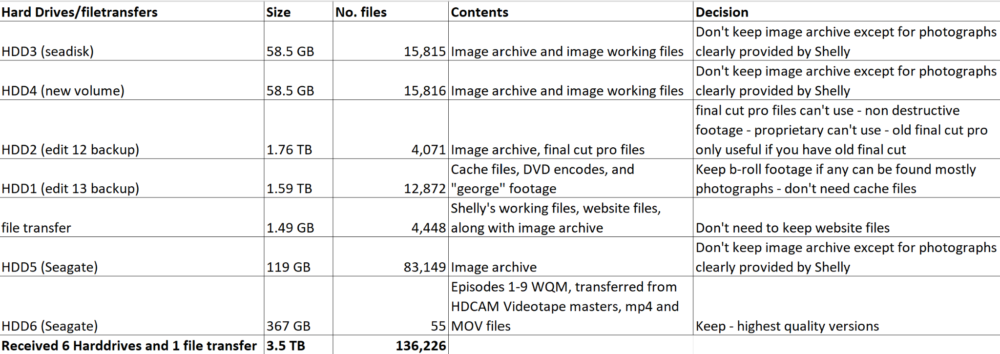 Hard Drives/filetransfers Size No. files Contents Decision
Don't keep image archive except for photographs
HDD3 (seadisk) 58.5 GB 15,815 Image archive and image working files clearly provided by Shelly
Don't keep image archive except for photographs
HDD4 (new volume) 58.5 GB 15,816 Image archive and image working files clearly provided by Shelly
final cut pro files can't use - non destructive
footage - proprietary can't use - old final cut pro
HDD2 (edit 12 backup) 1.76 TB 4,071 Image archive, final cut pro files only useful if you have old final cut
Cache files, DVD encodes, and Keep b-roll footage if any can be found mostly
HDD1 (edit 13 backup) 1.59 TB 12,872 "george" footage photographs - don't need cache files
Shelly's working files, website files,
file transfer 1.49 GB 4,448 along with image archive Don't need to keep website files
Don't keep image archive except for photographs
HDD5 (Seagate) 119 GB 83,149 Image archive clearly provided by Shelly
Episodes 1-9 WQM, transferred from
HDCAM Videotape masters, mp4 and
HDD6 (Seagate) 367 GB 55 MOV files Keep - highest quality versions
Received 6 Harddrives and 1 file transfer 3.5 TB 136,226